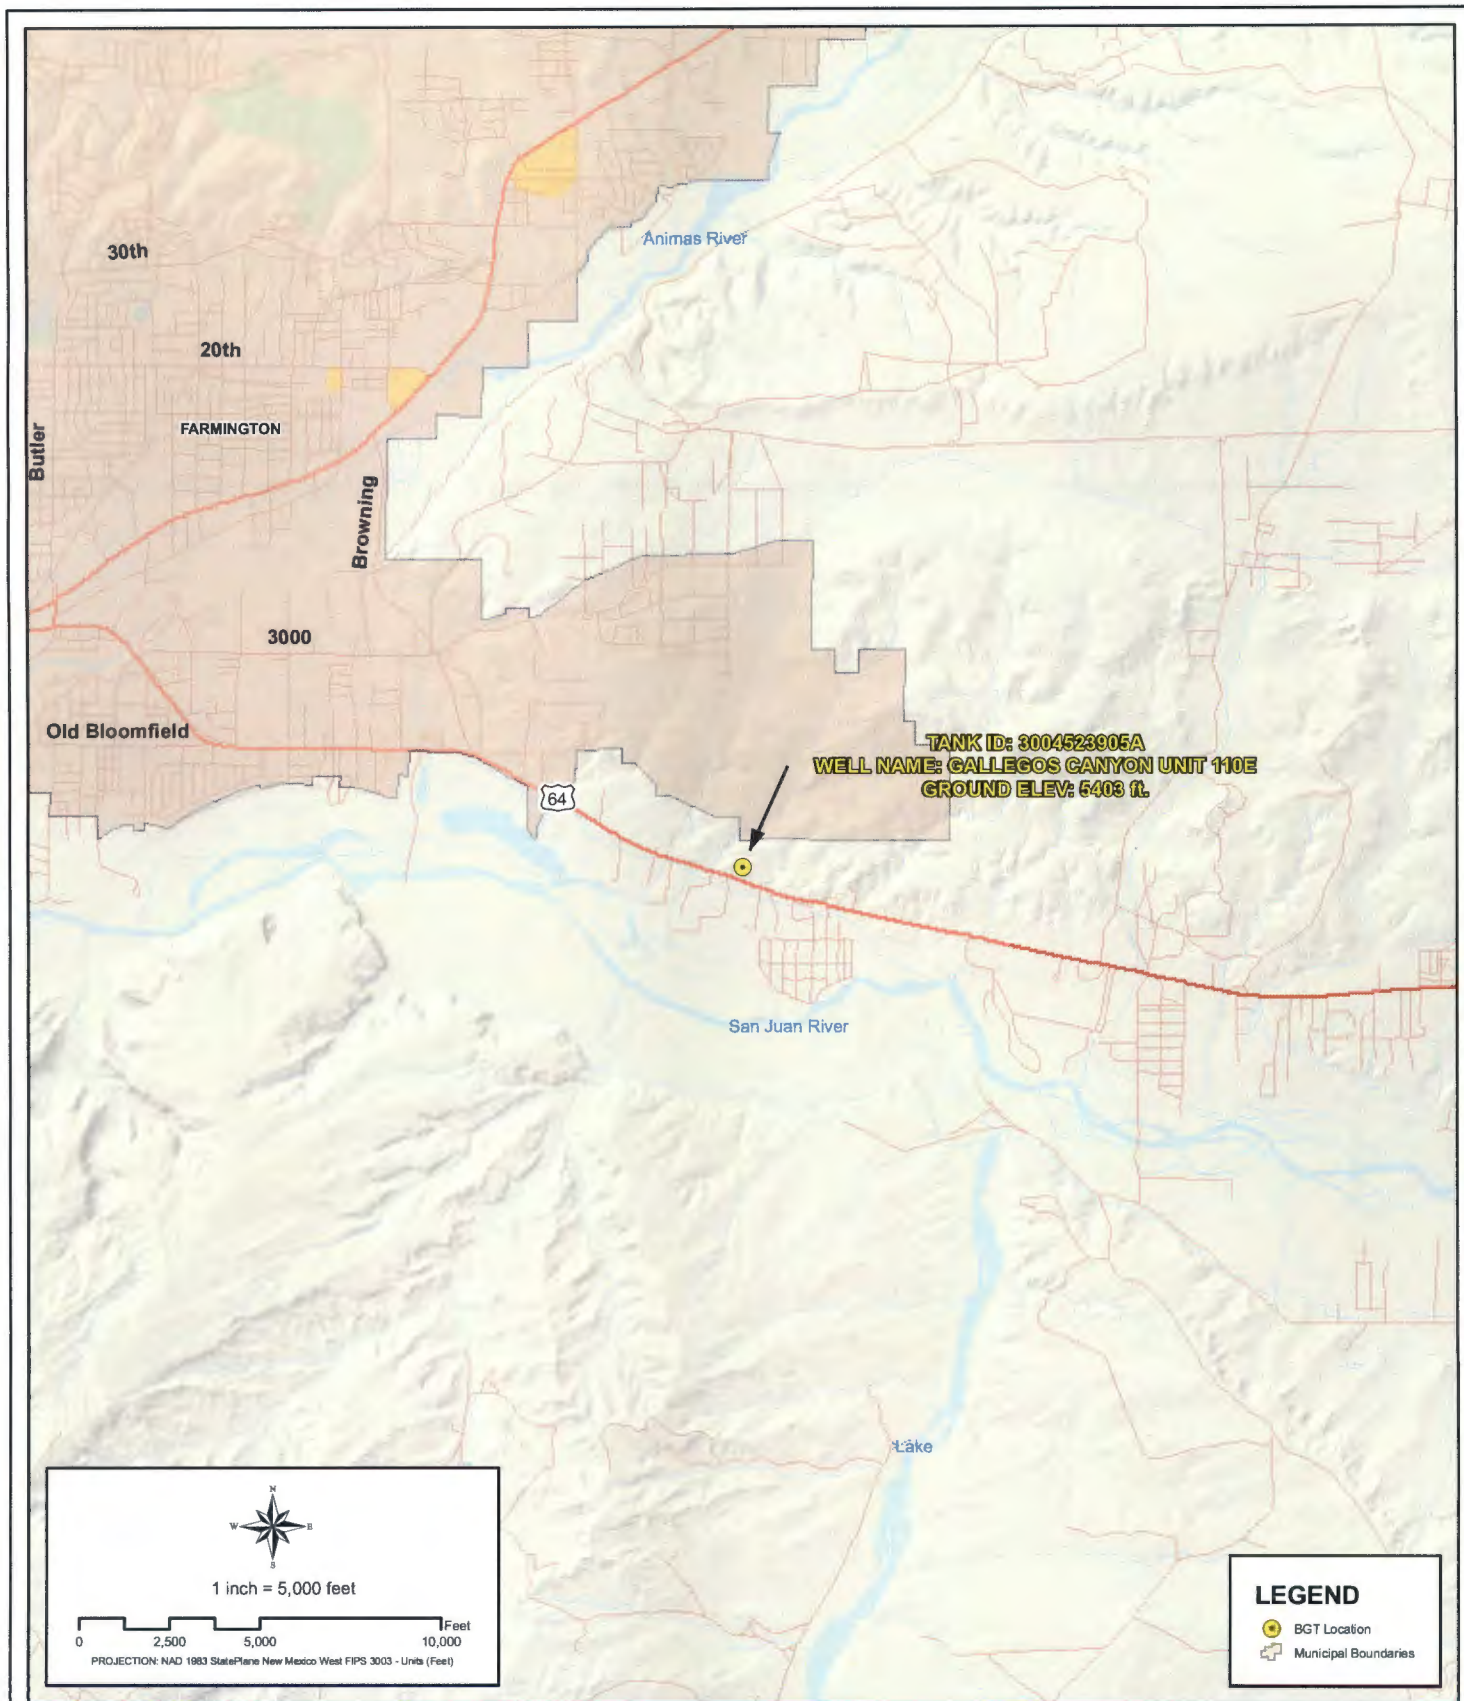 Animas River
30th
20th
FARMINGTON
Butler
Browning
3000
Old Bloomfield
TANK ID: 3004523905A
WELL NAME: GALLEGOS CANYON UNIT 110E
GROUND ELEV: 5403 ft.
64
San Juan River
Lake
N
W E
S
1 inch = 5,000 feet
Feet
0 2,500 5,000 10,000
PROJECTION: NAD 1983 StatePlane New Mexico West FIPS 3003 - Units (Feet)
LEGEND
BGT Location
Municipal Boundaries